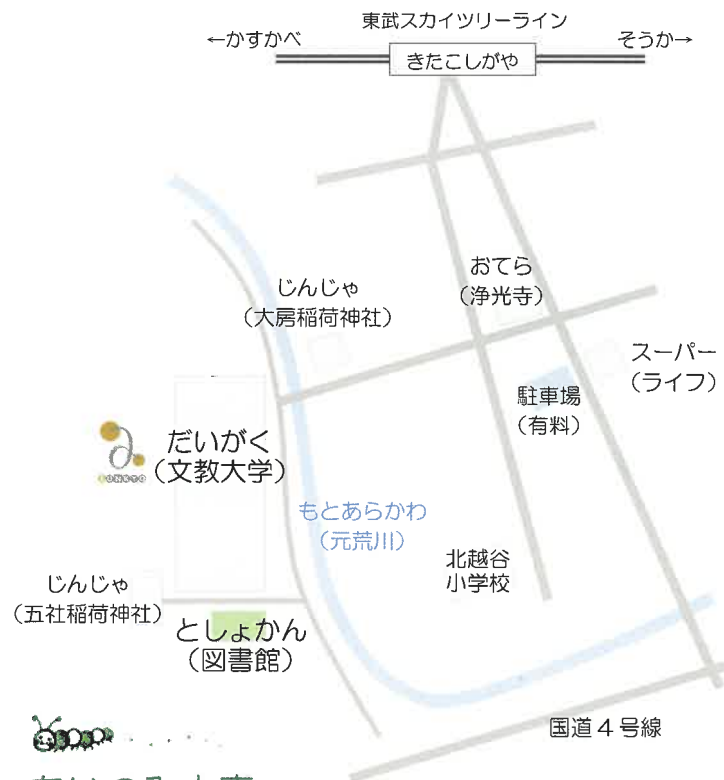 東武スカイツリーライン
←かすかべ
そうか→
きたこしがや
おてら
（浄光寺）
じんじゃ
（大房稲荷神社）
スーパー
（ライフ）
駐車場
（有料）
だいがく
（文教大学）
BUNKYO
もとあらかわ
（元荒川）
北越谷
小学校
じんじゃ
（五社稲荷神社）
としょかん
（図書館）
国道４号線